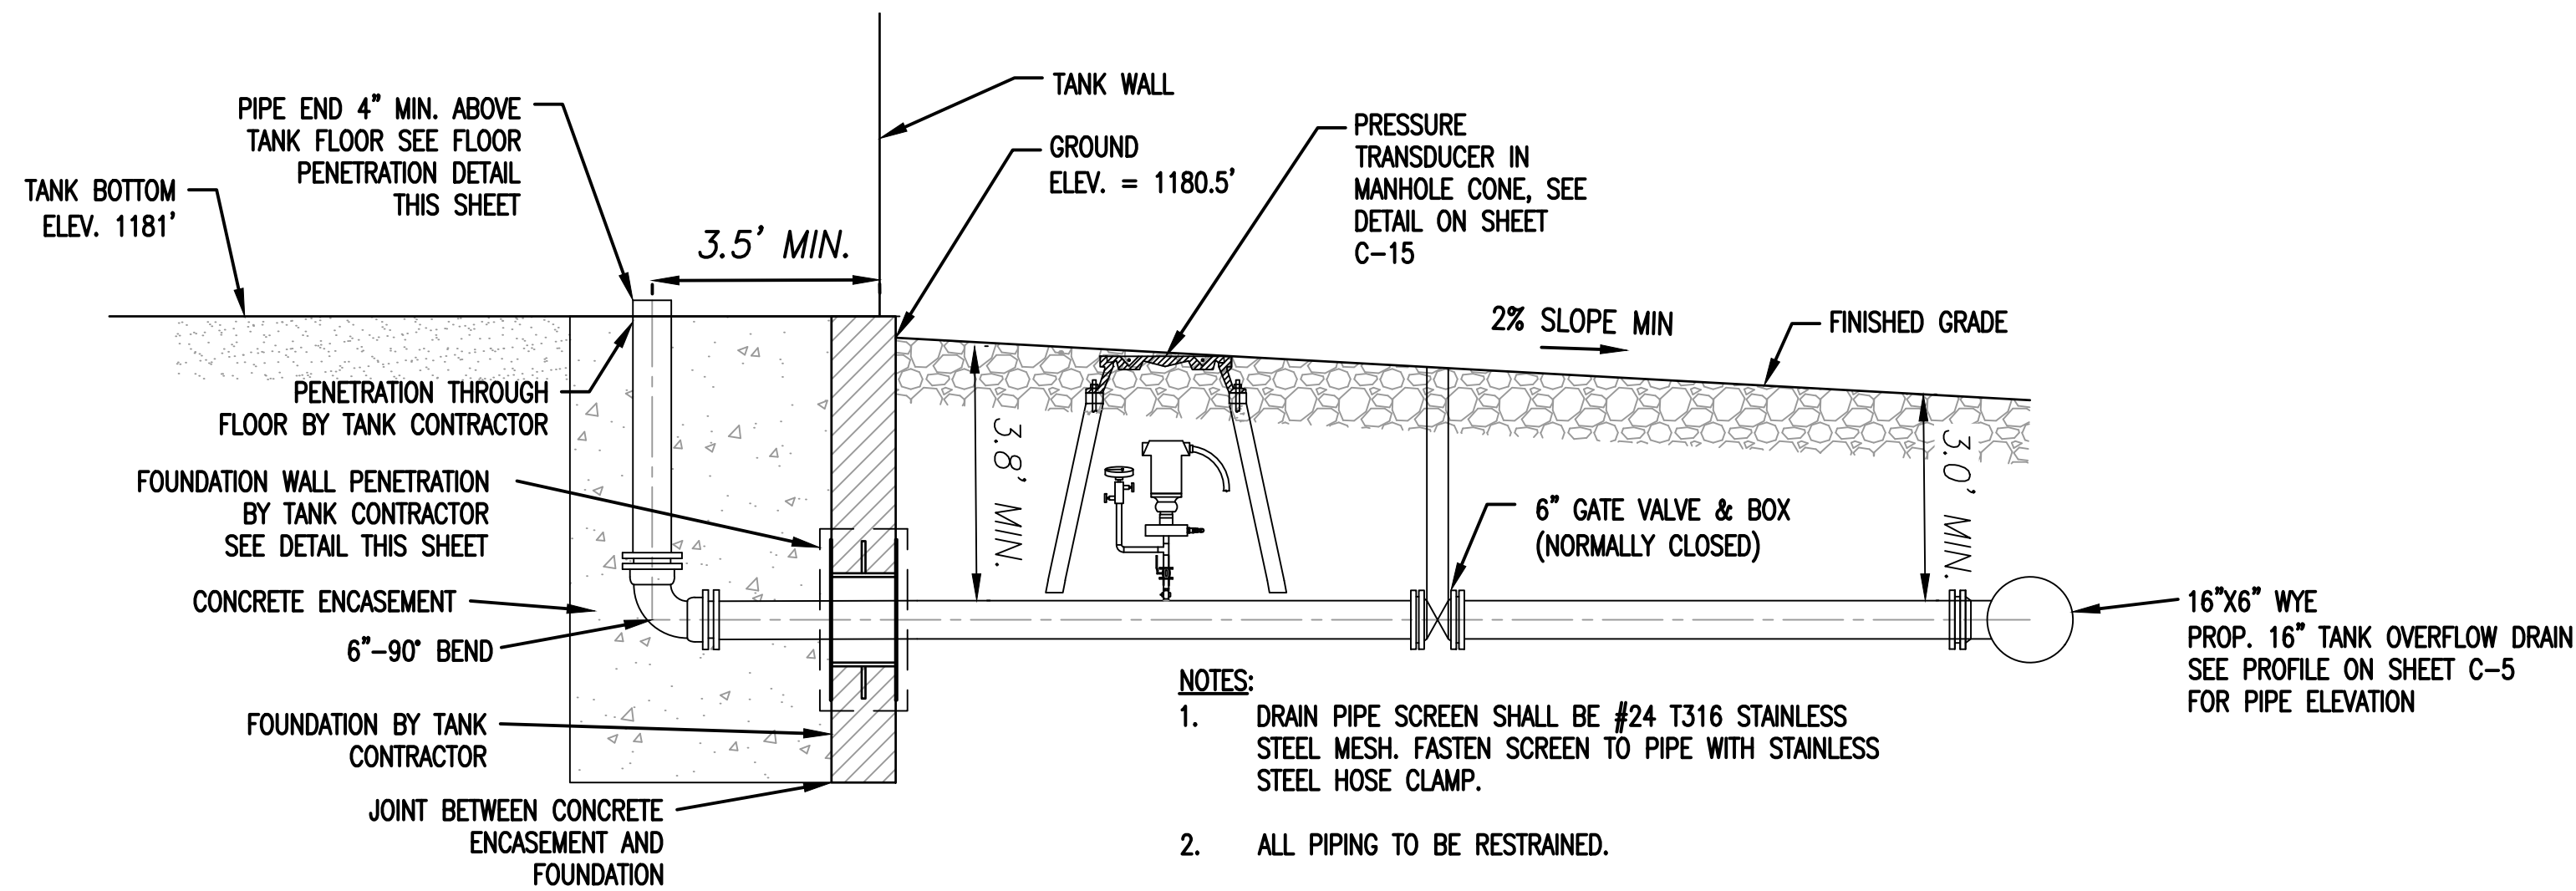 TANK WALL
PIPE END 4" MIN. ABOVE
TANK FLOOR SEE FLOOR
PENETRATION DETAIL
THIS SHEET
TANK BOTTOM
ELEV. 1181'
3.5' MIN.
GROUND
ELEV. = 1180.5'
PRESSURE
TRANSDUCER IN
MANHOLE CONE, SEE
DETAIL ON SHEET
C-15
2% SLOPE MIN
FINISHED GRADE
PENETRATION THROUGH
FLOOR BY TANK CONTRACTOR
FOUNDATION WALL PENETRATION
BY TANK CONTRACTOR
SEE DETAIL THIS SHEET
3.8' MIN.
6" GATE VALVE & BOX
(NORMALLY CLOSED)
3.0' MIN.
CONCRETE ENCASEMENT
6"-90° BEND
16"X6" WYE
PROP. 16" TANK OVERFLOW DRAIN
SEE PROFILE ON SHEET C-5
FOR PIPE ELEVATION
FOUNDATION BY TANK
CONTRACTOR
JOINT BETWEEN CONCRETE
ENCASEMENT AND
FOUNDATION
NOTES:
1. DRAIN PIPE SCREEN SHALL BE #24 T316 STAINLESS
STEEL MESH. FASTEN SCREEN TO PIPE WITH STAINLESS
STEEL HOSE CLAMP.
2. ALL PIPING TO BE RESTRAINED.